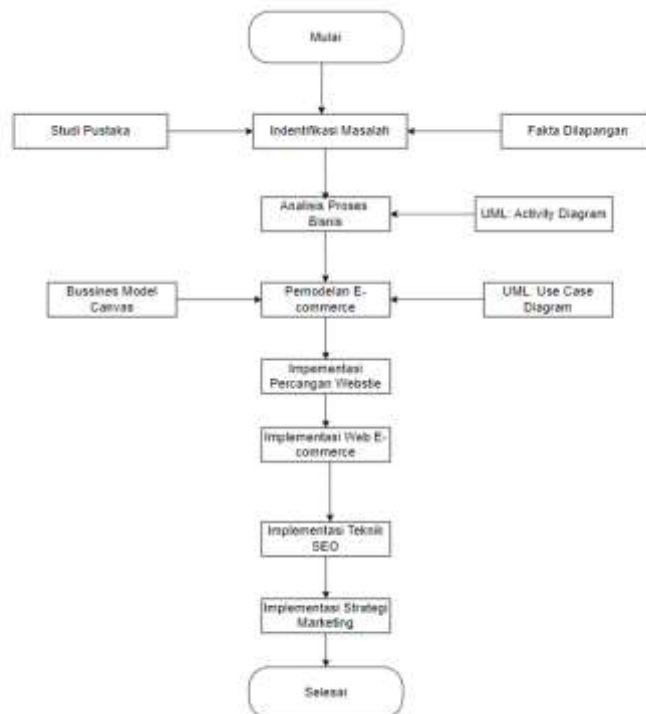 Mulai
Studi Pustaka
Indentifikasi Masalah
Fakta Dilapangan
Analisis Proses
Bisnis
UML: Activity Diagram
Bussines Model
Canvas
Pemodelan E-
commerce
UML: Use Case
Diagram
Impementasi
Percangan Webstie
Implementasi Web E-
commerce
Implementasi Teknik
SEO
Implementasi Strategi
Marketing
Selesai